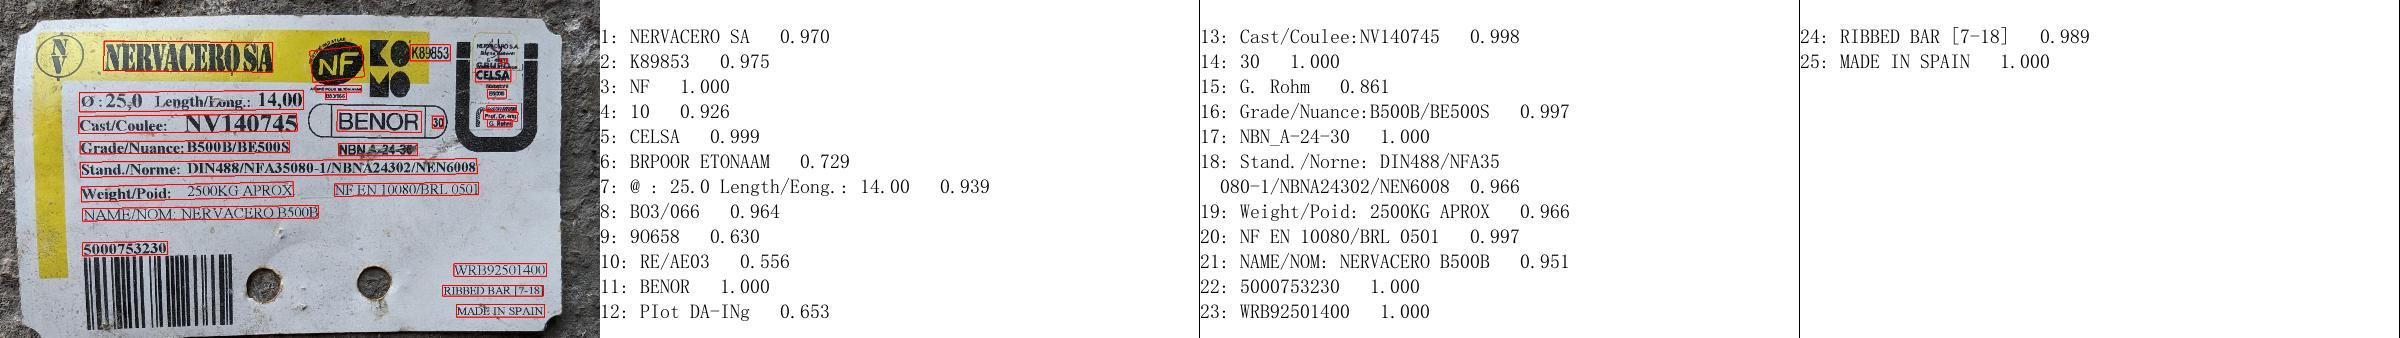 N
V
NERVACERO SA
NF
KO
MO
K89853
CELSA
Ø : 25,0 Length/Long.: 14,00
Cast/Coulee: NV140745
BENOR 30
Grade/Nuance: B500B/BE500S
NBN A-24-30
Stand./Norme: DIN488/NFA35080-1/NBNA24302/NEN6008
Weight/Poid: 2500KG APROX NF EN 10080/BRL 0501
NAME/NOM: NERVACERO B500B
5000753230
WRB92501400
RIBBED BAR [7-18]
MADE IN SPAIN
1: NERVACERO SA 0.970
2: K89853 0.975
3: NF 1.000
4: 10 0.926
5: CELSA 0.999
6: BRPOOR ETONAAM 0.729
7: @ : 25.0 Length/Eong.: 14.00 0.939
8: BO3/066 0.964
9: 90658 0.630
10: RE/AE03 0.556
11: BENOR 1.000
12: PIot DA-INg 0.653
13: Cast/Coulee:NV140745 0.998
14: 30 1.000
15: G. Rohm 0.861
16: Grade/Nuance:B500B/BE500S 0.997
17: NBN_A-24-30 1.000
18: Stand./Norne: DIN488/NFA35
080-1/NBNA24302/NEN6008 0.966
19: Weight/Poid: 2500KG APROX 0.966
20: NF EN 10080/BRL 0501 0.997
21: NAME/NOM: NERVACERO B500B 0.951
22: 5000753230 1.000
23: WRB92501400 1.000
24: RIBBED BAR [7-18] 0.989
25: MADE IN SPAIN 1.000